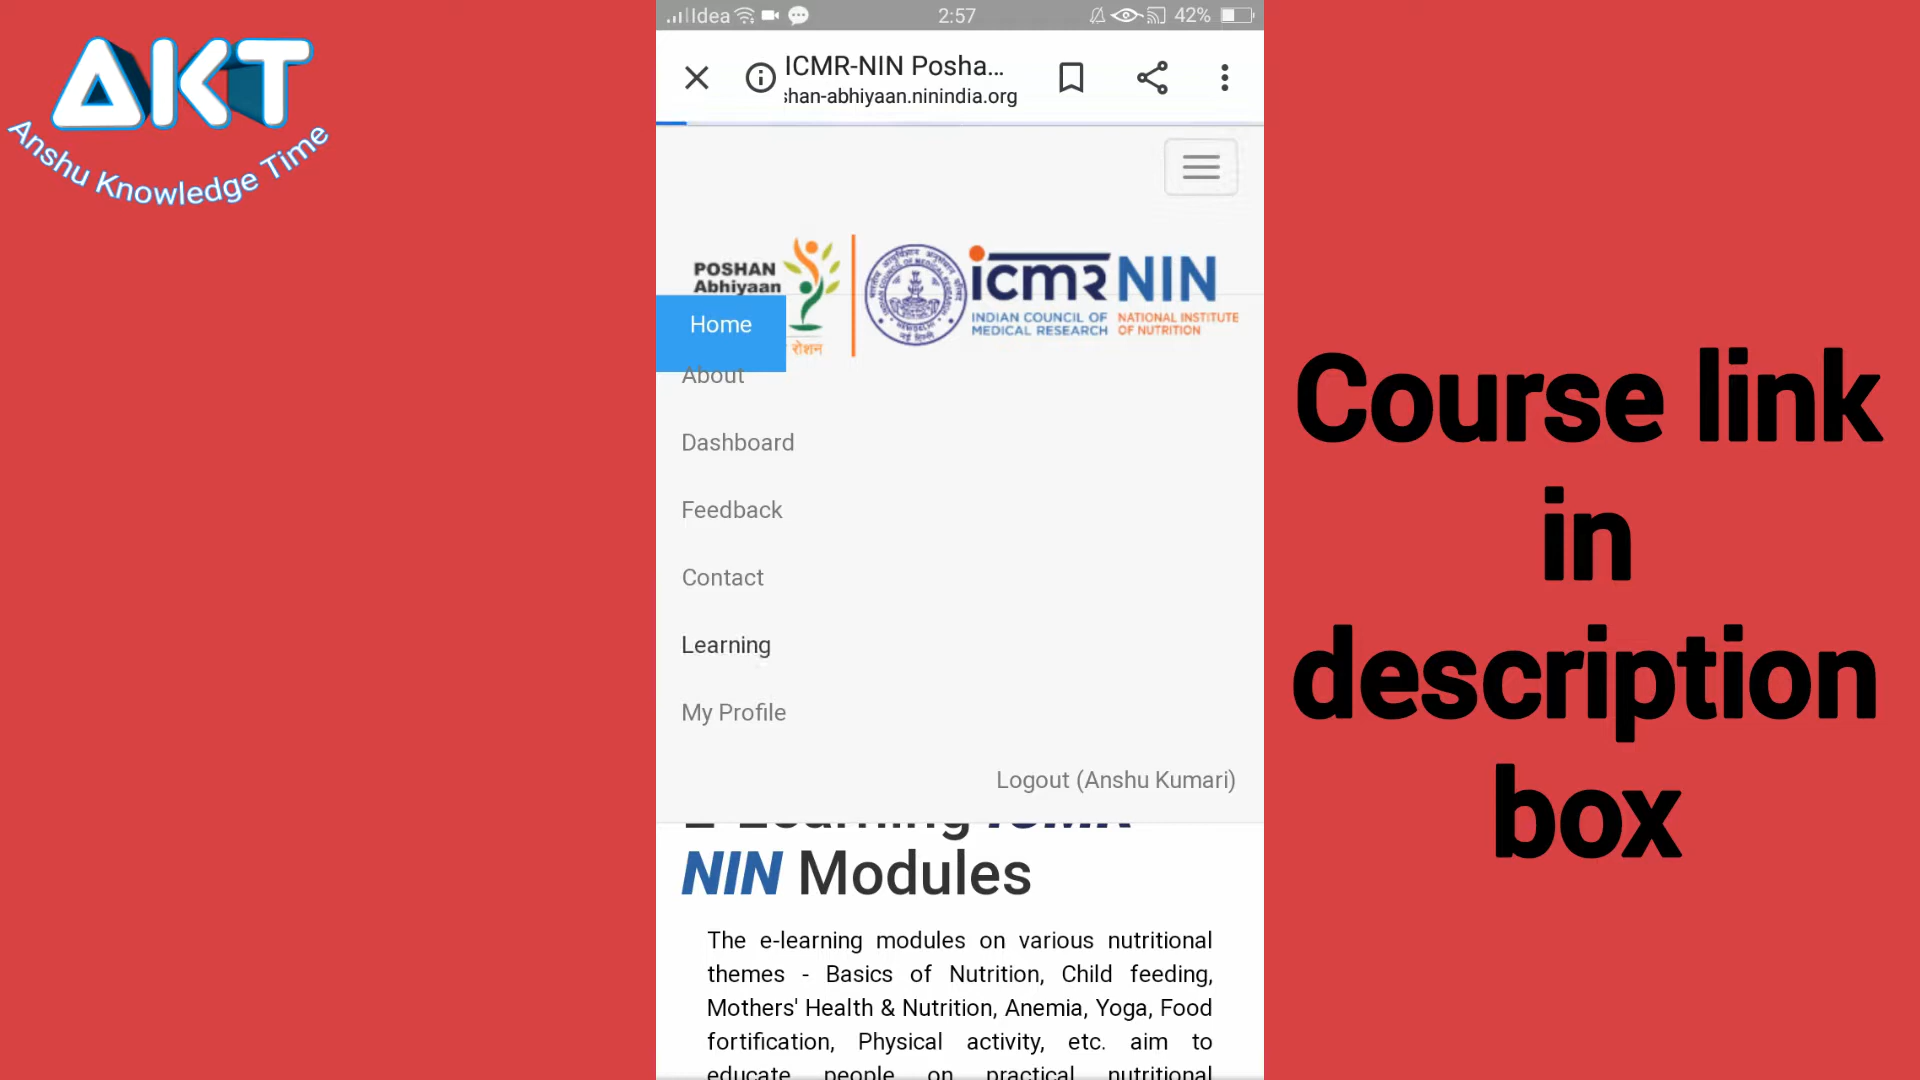 AKT
Anshu Knowledge Time
Idea 2:57 42%
ICMR-NIN Posha...
shan-abhiyaan.ninindia.org
POSHAN
Abhiyaan
रोशन
icmr NIN
INDIAN COUNCIL OF
MEDICAL RESEARCH
NATIONAL INSTITUTE
OF NUTRITION
Home
About
Dashboard
Feedback
Contact
Learning
My Profile
Logout (Anshu Kumari)
E-Learning ICMR
NIN Modules
The e-learning modules on various nutritional
themes - Basics of Nutrition, Child feeding,
Mothers' Health & Nutrition, Anemia, Yoga, Food
fortification, Physical activity, etc. aim to
educate people on practical nutritional
Course link
in
description
box